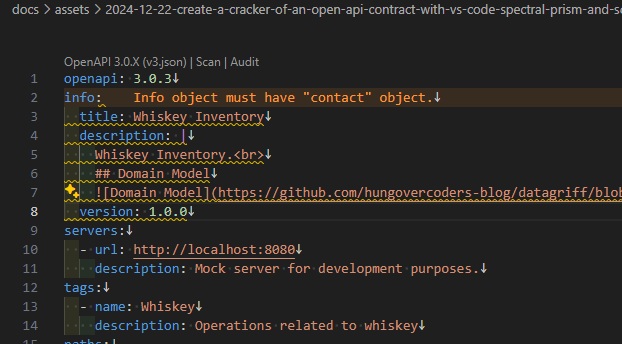 docs > assets > 2024-12-22-create-a-cracker-of-an-open-api-contract-with-vs-code-spectral-prism-and-s
OpenAPI 3.0.X (v3.json) | Scan | Audit
1 openapi: 3.0.3↓
2 info: Info object must have "contact" object.↓
3 title: Whiskey Inventory↓
4 description: |↓
5 Whiskey Inventory.<br>↓
6 ## Domain Model↓
7 ![Domain Model](https://github.com/hungovercoders-blog/datagriff/blob
8 version: 1.0.0↓
9 servers:↓
10 - url: http://localhost:8080↓
11 description: Mock server for development purposes.↓
12 tags:↓
13 - name: Whiskey↓
14 description: Operations related to whiskey↓
15 paths:↓